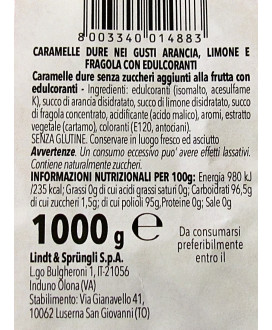 8 003340 014883
CARAMELLE DURE NEI GUSTI ARANCIA, LIMONE E
FRAGOLA CON EDULCORANTI
Caramelle dure senza zuccheri aggiunti alla frutta con
edulcoranti - Ingredienti: edulcoranti (isomalto, acesulfame
K), succo di arancia disidratato, succo di limone disidratato, succo
di fragola concentrato, acidificante (acido malico), aromi, estratto
vegetale (cartamo), coloranti (E120, antociani).
SENZA GLUTINE. Conservare in luogo fresco ed asciutto
Avvertenze. Un consumo eccessivo puo' avere effetti lassativi.
Contiene naturalmente zuccheri.
INFORMAZIONI NUTRIZIONALI PER 100g: Energia 980 kJ
/235 kcal; Grassi 0g di cui acidi grassi saturi 0g; Carboidrati 96,5g
di cui zuccheri 1,5g; di cui polioli 95g, Proteine 0g; Sale 0g
1000 g ℮
Da consumarsi
preferibilmente
entro il
Lindt & Sprüngli S.p.A.
L.go Bulgheroni 1, IT-21056
Induno Olona (VA)
Stabilimento: Via Gianavello 41,
10062 Luserna San Giovanni (TO)